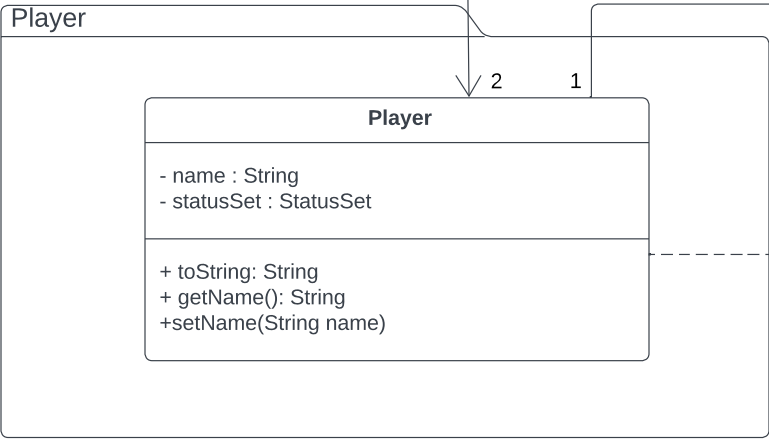 Player
2
1
Player
- name : String
- statusSet : StatusSet
+ toString: String
+ getName(): String
+setName(String name)